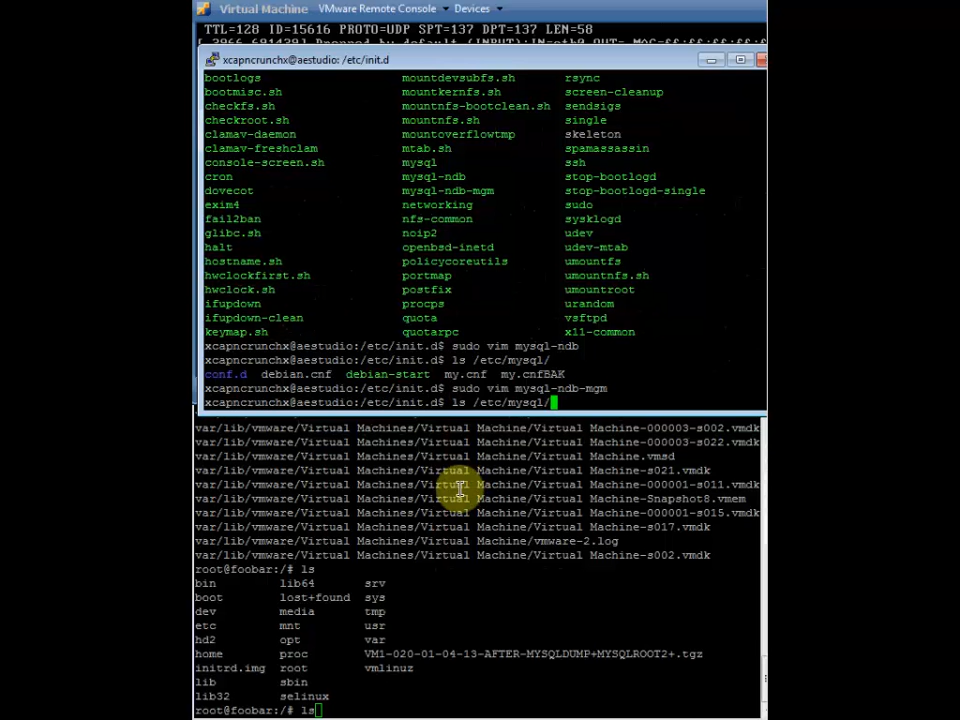 Virtual Machine VMware Remote Console Devices
TTL=128 ID=15616 PROTO=UDP SPT=137 DPT=137 LEN=58
xcapncrunchx@aestudio: /etc/init.d
bootlogs mountdevsubfs.sh rsync
bootmisc.sh mountkernfs.sh screen-cleanup
checkfs.sh mountnfs-bootclean.sh sendsigs
checkroot.sh mountnfs.sh single
clamav-daemon mountoverflowtmp skeleton
clamav-freshclam mtab.sh spamassassin
console-screen.sh mysql ssh
cron mysql-ndb stop-bootlogd
dovecot mysql-ndb-mgm stop-bootlogd-single
exim4 networking sudo
fail2ban nfs-common sysklogd
glibc.sh noip2 udev
halt openbsd-inetd udev-mtab
hostname.sh policycoreutils umountfs
hwclockfirst.sh portmap umountnfs.sh
hwclock.sh postfix umountroot
ifupdown procps urandom
ifupdown-clean quota vsftpd
keymap.sh quotarpc x11-common
xcapncrunchx@aestudio:/etc/init.d$ sudo vim mysql-ndb
xcapncrunchx@aestudio:/etc/init.d$ ls /etc/mysql/
conf.d debian.cnf debian-start my.cnf my.cnfBAK
xcapncrunchx@aestudio:/etc/init.d$ sudo vim mysql-ndb-mgm
xcapncrunchx@aestudio:/etc/init.d$ ls /etc/mysql/
var/lib/vmware/Virtual Machines/Virtual Machine/Virtual Machine-000003-s002.vmdk
var/lib/vmware/Virtual Machines/Virtual Machine/Virtual Machine-000003-s022.vmdk
var/lib/vmware/Virtual Machines/Virtual Machine/Virtual Machine.vmsd
var/lib/vmware/Virtual Machines/Virtual Machine/Virtual Machine-s021.vmdk
var/lib/vmware/Virtual Machines/Virtual Machine/Virtual Machine-000001-s011.vmdk
var/lib/vmware/Virtual Machines/Virtual Machine/Virtual Machine-Snapshot8.vmem
var/lib/vmware/Virtual Machines/Virtual Machine/Virtual Machine-000001-s015.vmdk
var/lib/vmware/Virtual Machines/Virtual Machine/Virtual Machine-s017.vmdk
var/lib/vmware/Virtual Machines/Virtual Machine/vmware-2.log
var/lib/vmware/Virtual Machines/Virtual Machine/Virtual Machine-s002.vmdk
root@foobar:/# ls
bin lib64 srv
boot lost+found sys
dev media tmp
etc mnt usr
hd2 opt var
home proc VM1-020-01-04-13-AFTER-MYSQLDUMP+MYSQLROOT2+.tgz
initrd.img root vmlinuz
lib sbin
lib32 selinux
root@foobar:/# ls